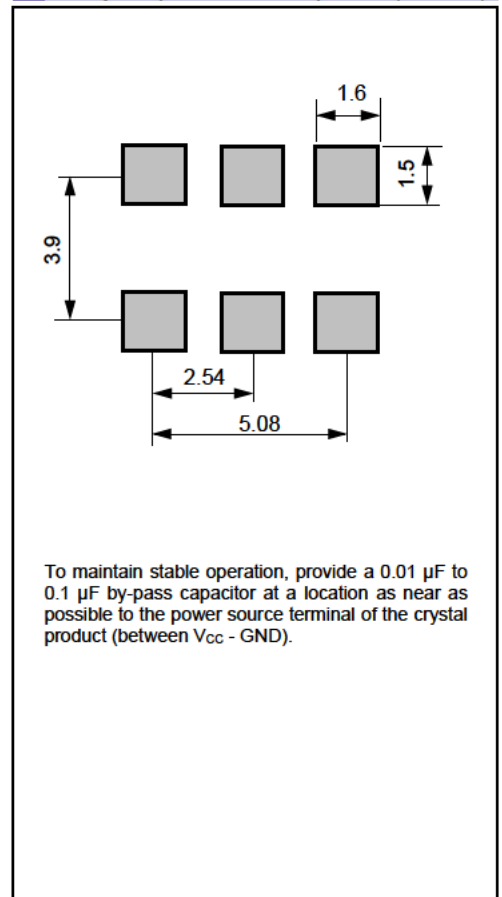 1.6
1.5
3.9
2.54
5.08
To maintain stable operation, provide a 0.01 µF to
0.1 µF by-pass capacitor at a location as near as
possible to the power source terminal of the crystal
product (between Vcc - GND).